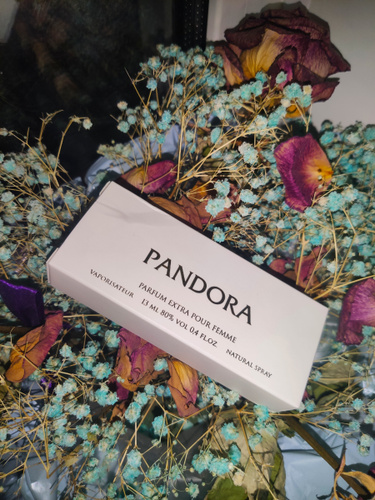 PANDORA
PARFUM EXTRA POUR FEMME
VAPORISATEUR 13 ML 80% VOL 0.4 FL.OZ. NATURAL SPRAY